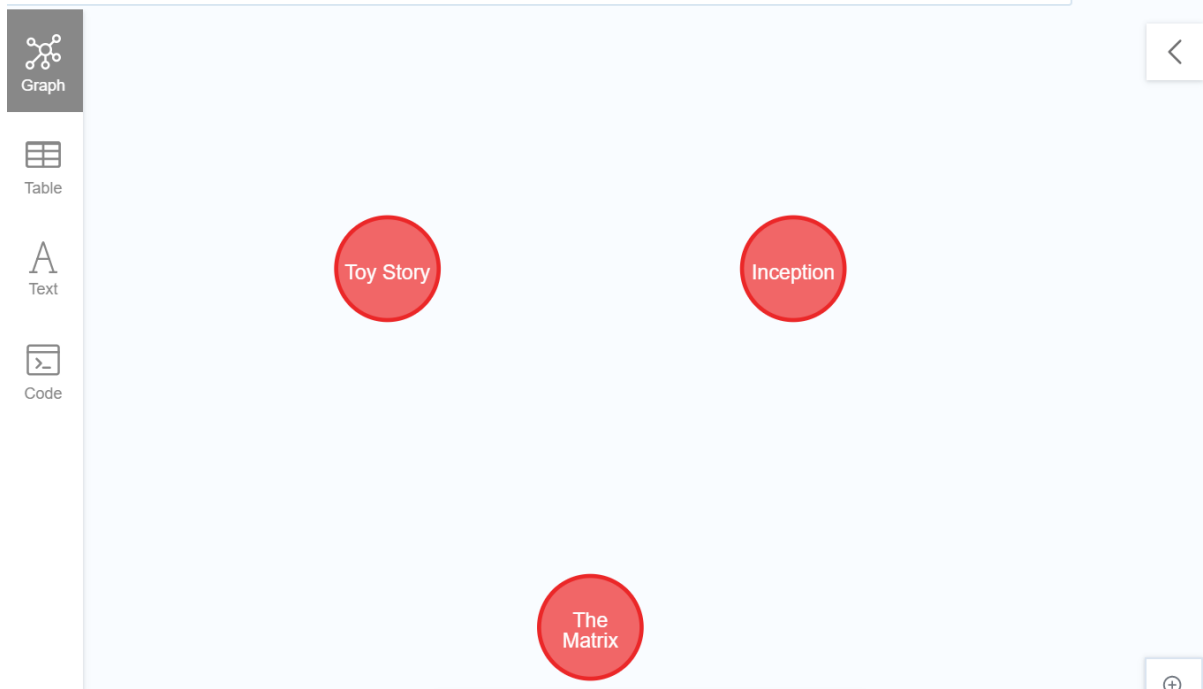 Graph
Table
Text
Code
Toy Story
Inception
The
Matrix